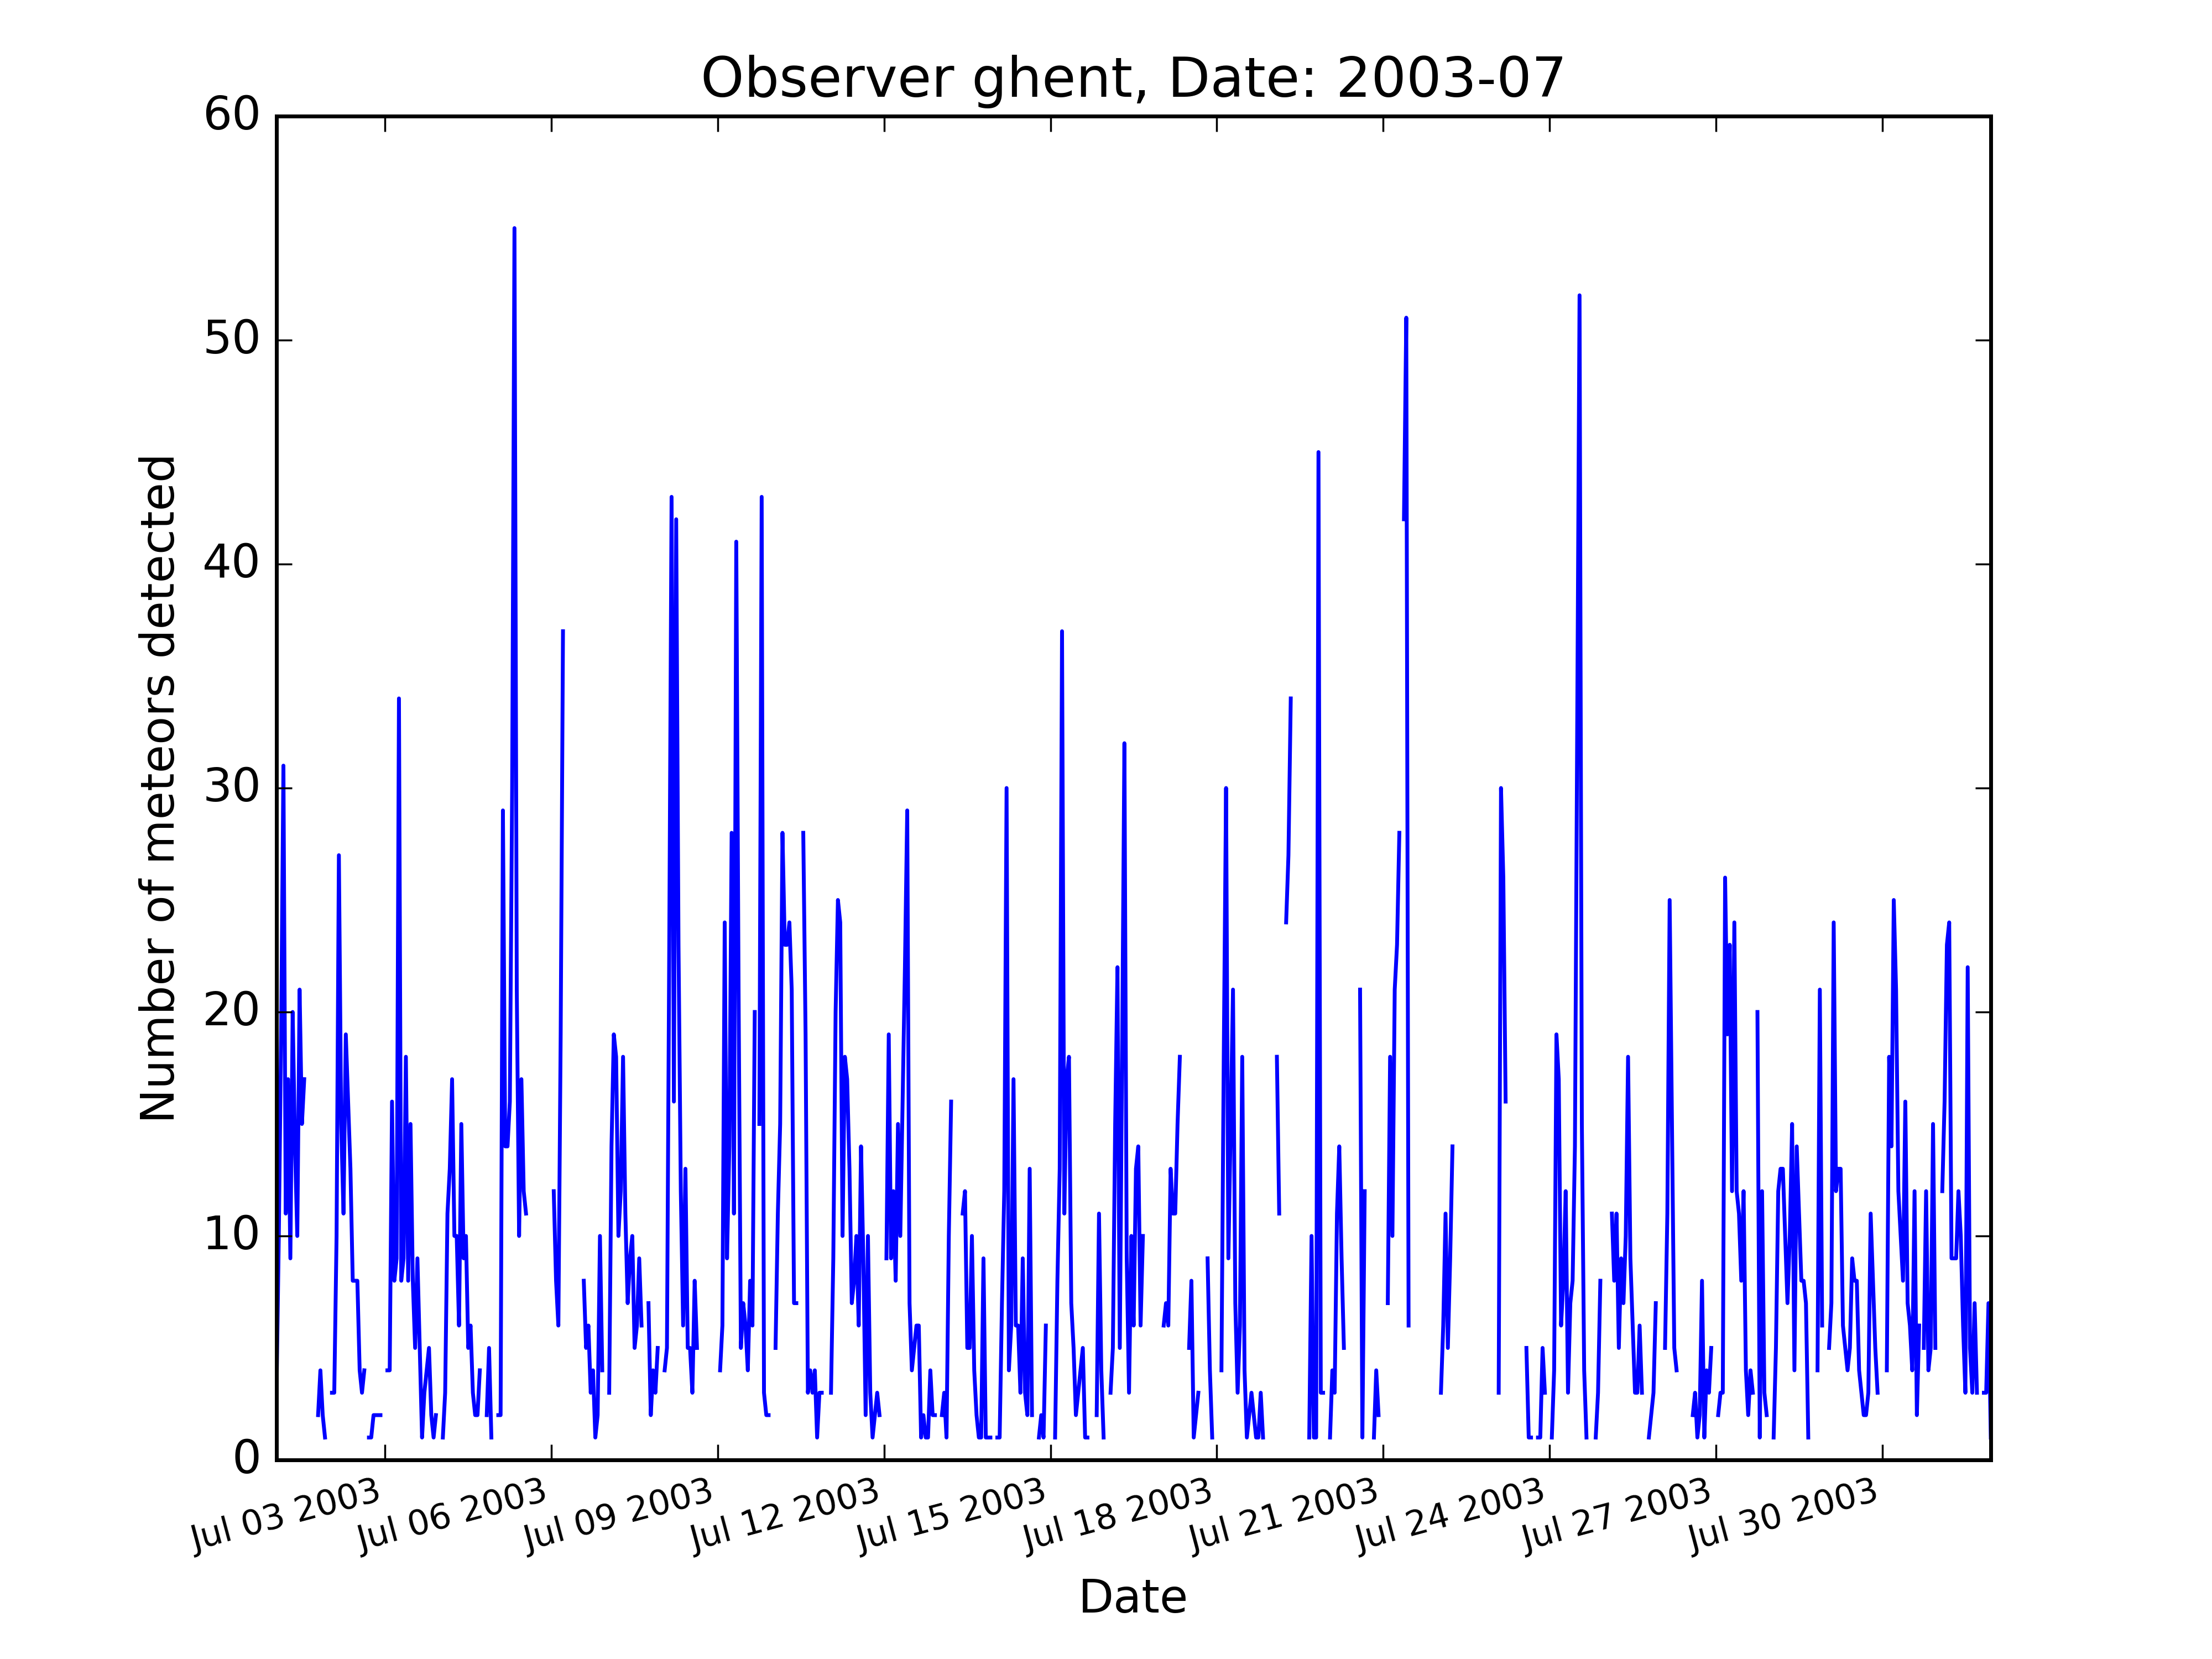 Observer ghent, Date: 2003-07
60
50
40
30
20
10
0
Number of meteors detected
Jul 03 2003
Jul 06 2003
Jul 09 2003
Jul 12 2003
Jul 15 2003
Jul 18 2003
Jul 21 2003
Jul 24 2003
Jul 27 2003
Jul 30 2003
Date